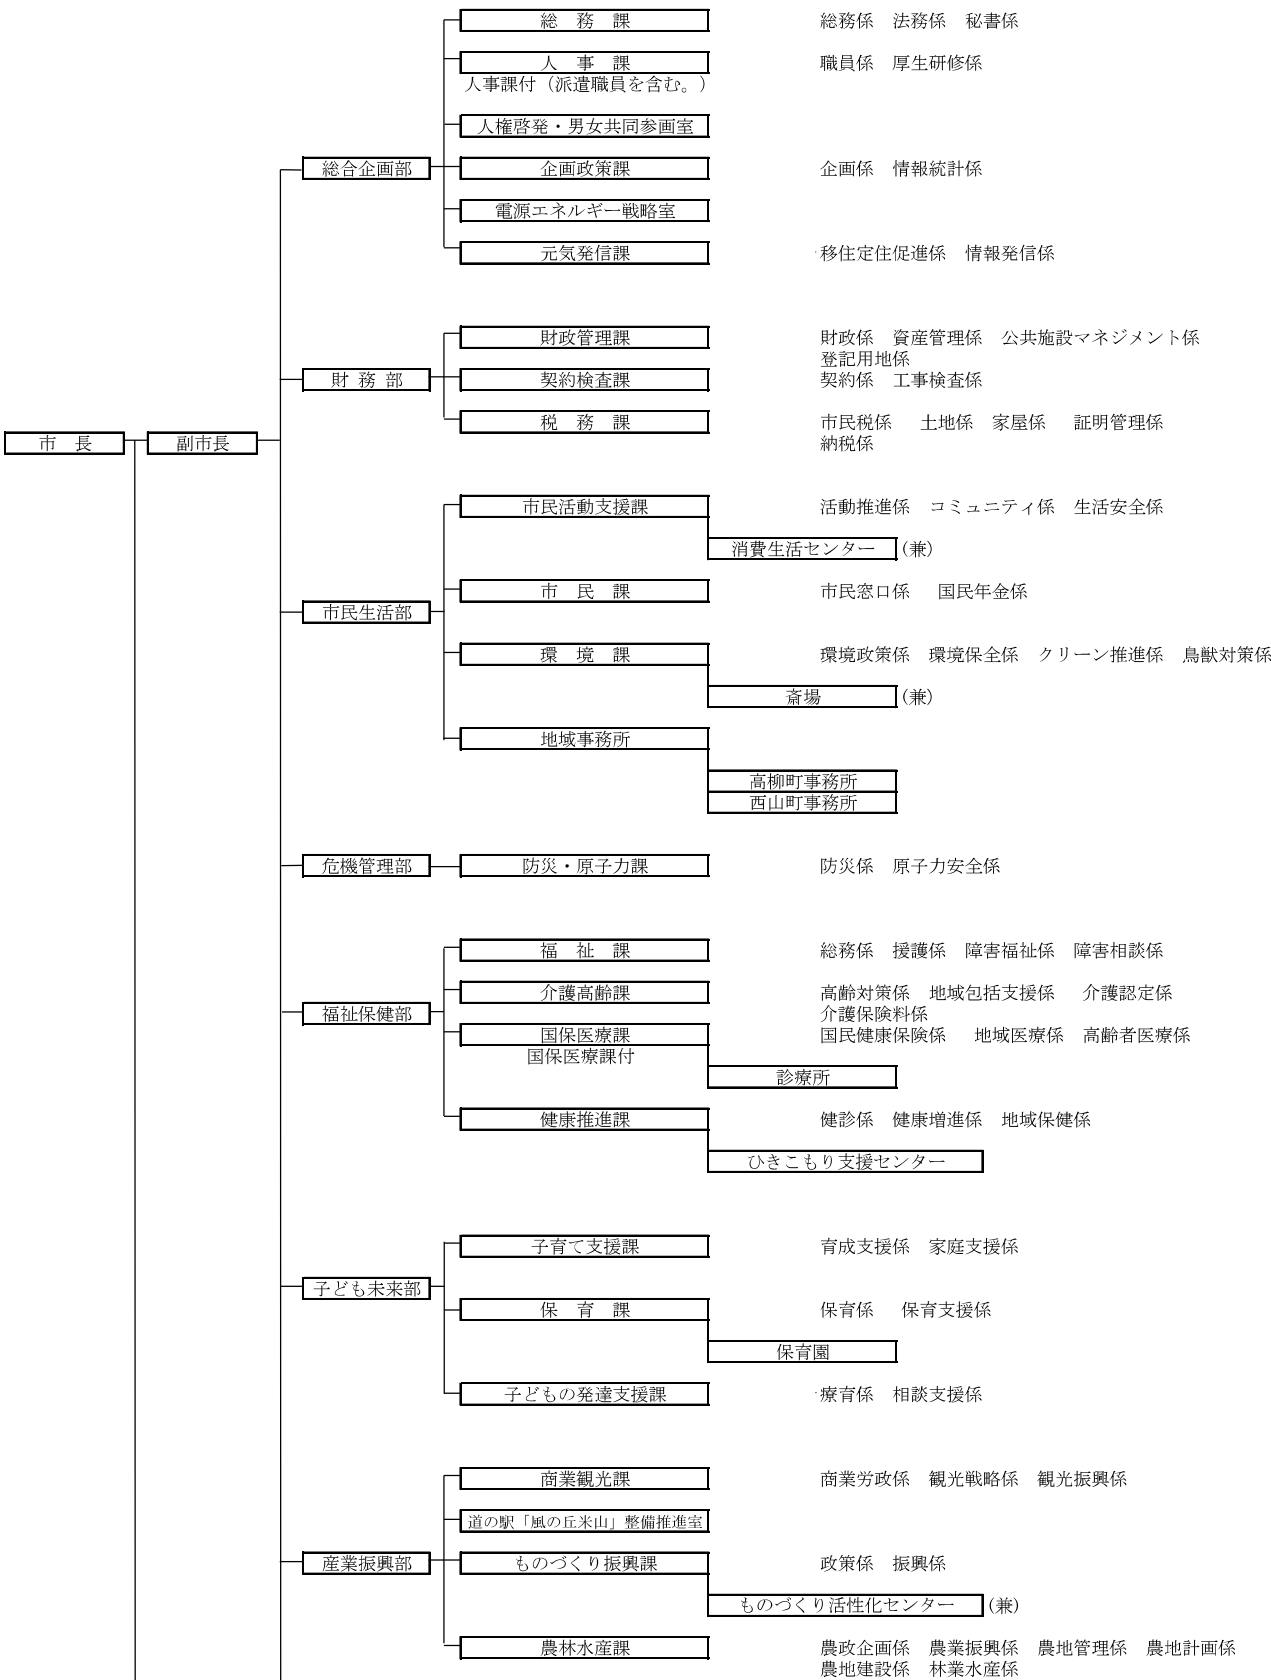 総　務　課　総務係　法務係　秘書係
人　事　課　職員係　厚生研修係
人事課付（派遣職員を含む。）
人権啓発・男女共同参画室
総合企画部　企画政策課　企画係　情報統計係
電源エネルギー戦略室
元気発信課　移住定住促進係　情報発信係
財政管理課　財政係　資産管理係　公共施設マネジメント係
登記用地係
財 務 部　契約検査課　契約係　工事検査係
税　務　課　市民税係　土地係　家屋係　証明管理係
市　長　副市長　納税係
市民活動支援課　活動推進係　コミュニティ係　生活安全係
消費生活センター（兼）
市　民　課　市民窓口係　国民年金係
市民生活部
環　境　課　環境政策係　環境保全係　クリーン推進係　鳥獣対策係
斎場（兼）
地域事務所
高柳町事務所
西山町事務所
危機管理部　防災・原子力課　防災係　原子力安全係
福　祉　課　総務係　援護係　障害福祉係　障害相談係
介護高齢課　高齢対策係　地域包括支援係　介護認定係
福祉保健部　介護保険料係
国保医療課　国民健康保険係　地域医療係　高齢者医療係
国保医療課付
診療所
健康推進課　健診係　健康増進係　地域保健係
ひきこもり支援センター
子育て支援課　育成支援係　家庭支援係
子ども未来部
保　育　課　保育係　保育支援係
保育園
子どもの発達支援課　療育係　相談支援係
商業観光課　商業労政係　観光戦略係　観光振興係
道の駅「風の丘米山」整備推進室
産業振興部　ものづくり振興課　政策係　振興係
ものづくり活性化センター（兼）
農林水産課　農政企画係　農業振興係　農地管理係　農地計画係
農地建設係　林業水産係